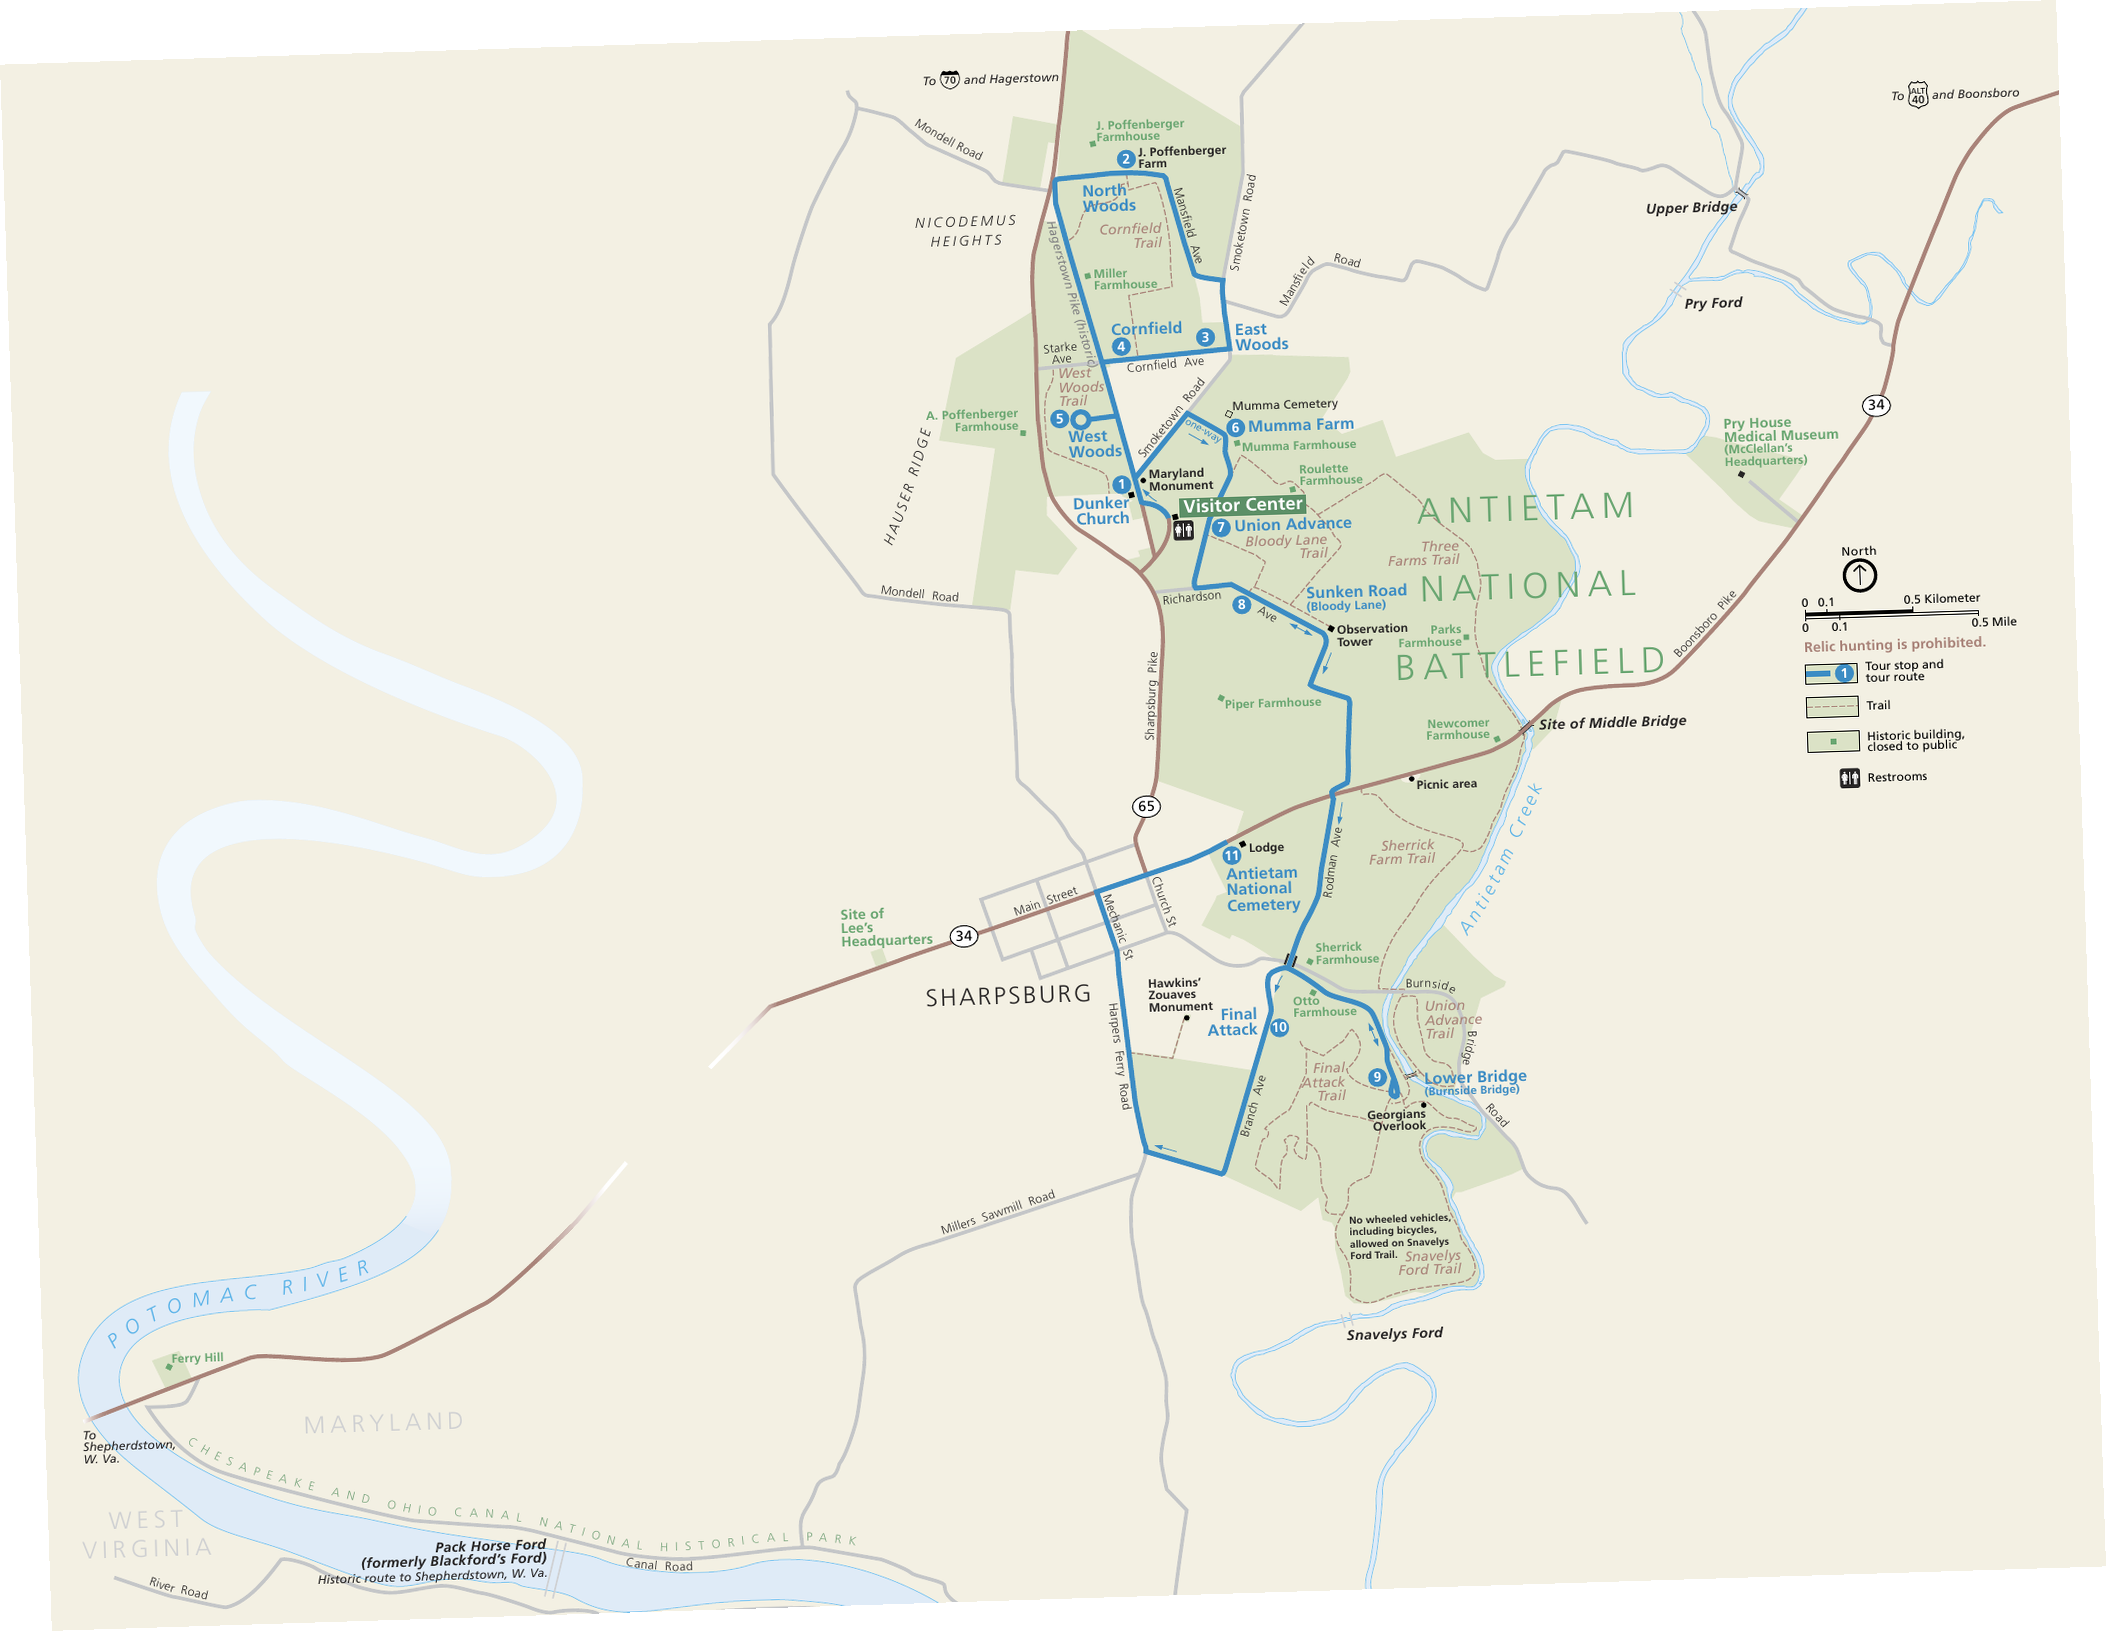 To 70 and Hagerstown
To ALT 40 and Boonsboro
Mondell Road
J. Poffenberger
Farmhouse
2
J. Poffenberger
Farm
North
Woods
Mansfield Ave
Smoketown Road
Upper Bridge
NICODEMUS
HEIGHTS
Cornfield
Trail
Hagerstown Pike (historic)
Miller
Farmhouse
Mansfield Road
Pry Ford
Cornfield
4
3
East
Woods
Starke
Ave
Cornfield Ave
West
Woods
Trail
Smoketown Road
34
A. Poffenberger
Farmhouse
5
West
Woods
Mumma Cemetery
one-way
6
Mumma Farm
Mumma Farmhouse
Pry House
Medical Museum
(McClellan's
Headquarters)
HAUSER RIDGE
Maryland
Monument
Roulette
Farmhouse
1
Dunker
Church
Visitor Center
7
Union Advance
Bloody Lane
Trail
Three
Farms Trail
ANTIETAM
NATIONAL
BATTLEFIELD
North
0 0.1 0.5 Kilometer
0 0.1 0.5 Mile
Relic hunting is prohibited.
1
Tour stop and
tour route
Trail
Historic building,
closed to public
Restrooms
Mondell Road
Richardson Ave
8
Sunken Road
(Bloody Lane)
Observation
Tower
Parks
Farmhouse
Boonsboro Pike
Sharpsburg Pike
Piper Farmhouse
Newcomer
Farmhouse
Site of Middle Bridge
Picnic area
65
Antietam Creek
Rodman Ave
Sherrick
Farm Trail
11
Lodge
Antietam
National
Cemetery
Main Street
Church St
Mechanic St
Site of
Lee's
Headquarters
34
SHARPSBURG
Sherrick
Farmhouse
Hawkins'
Zouaves
Monument
Otto
Farmhouse
Burnside Bridge Road
Union
Advance
Trail
Final
Attack
10
Harpers Ferry Road
Final
Attack
Trail
9
Lower Bridge
(Burnside Bridge)
Georgians
Overlook
Branch Ave
Millers Sawmill Road
No wheeled vehicles,
including bicycles,
allowed on Snavelys
Ford Trail.
Snavelys
Ford Trail
Snavelys Ford
POTOMAC RIVER
Ferry Hill
MARYLAND
To
Shepherdstown,
W. Va.
CHESAPEAKE AND OHIO CANAL NATIONAL HISTORICAL PARK
WEST
VIRGINIA
Pack Horse Ford
(formerly Blackford's Ford)
Historic route to Shepherdstown, W. Va.
Canal Road
River Road